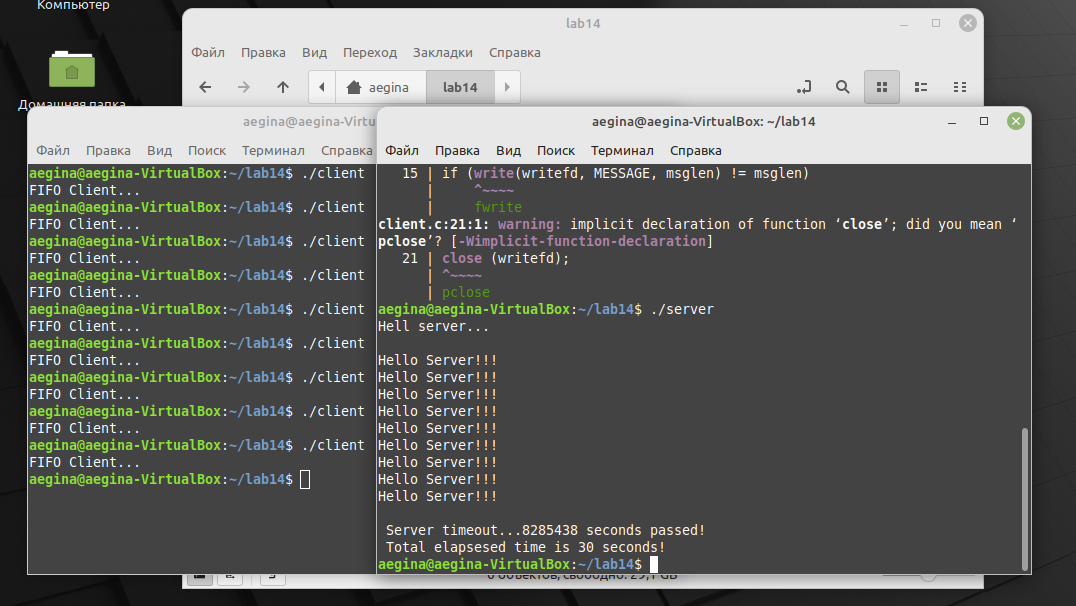 Компьютер
Домашняя папка
lab14
Файл Правка Вид Переход Закладки Справка
aegina lab14
aegina@aegina-Virtu
Файл Правка Вид Поиск Терминал Справка
aegina@aegina-VirtualBox:~/lab14$ ./client
FIFO Client...
aegina@aegina-VirtualBox:~/lab14$ ./client
FIFO Client...
aegina@aegina-VirtualBox:~/lab14$ ./client
FIFO Client...
aegina@aegina-VirtualBox:~/lab14$ ./client
FIFO Client...
aegina@aegina-VirtualBox:~/lab14$ ./client
FIFO Client...
aegina@aegina-VirtualBox:~/lab14$ ./client
FIFO Client...
aegina@aegina-VirtualBox:~/lab14$ ./client
FIFO Client...
aegina@aegina-VirtualBox:~/lab14$ ./client
FIFO Client...
aegina@aegina-VirtualBox:~/lab14$ ./client
FIFO Client...
aegina@aegina-VirtualBox:~/lab14$
aegina@aegina-VirtualBox: ~/lab14
Файл Правка Вид Поиск Терминал Справка
15 | if (write(writefd, MESSAGE, msglen) != msglen)
| ^~~~~
| fwrite
client.c:21:1: warning: implicit declaration of function ‘close’; did you mean ‘
pclose’? [-Wimplicit-function-declaration]
21 | close (writefd);
| ^~~~~
| pclose
aegina@aegina-VirtualBox:~/lab14$ ./server
Hell server...
Hello Server!!!
Hello Server!!!
Hello Server!!!
Hello Server!!!
Hello Server!!!
Hello Server!!!
Hello Server!!!
Hello Server!!!
Hello Server!!!
Server timeout...8285438 seconds passed!
Total elapsesed time is 30 seconds!
aegina@aegina-VirtualBox:~/lab14$
0 объектов, свободно: 29,1 GB